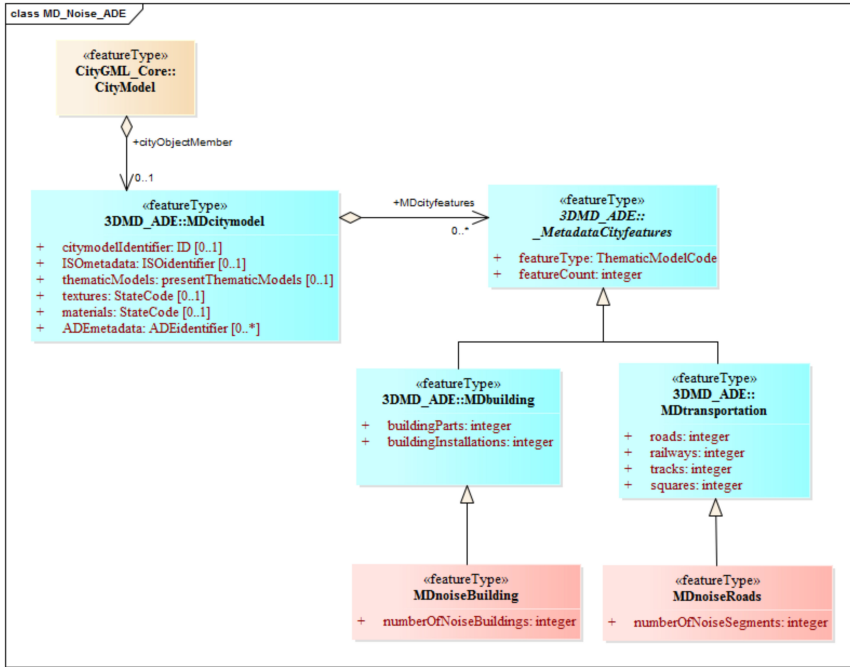 class MD_Noise_ADE
«featureType»
CityGML_Core::
CityModel
+cityObjectMember
0..1
«featureType»
3DMD_ADE::MDcitymodel
+ citymodelIdentifier: ID [0..1]
+ ISOmetadata: ISOidentifier [0..1]
+ thematicModels: presentThematicModels [0..1]
+ textures: StateCode [0..1]
+ materials: StateCode [0..1]
+ ADEmetadata: ADEidentifier [0..*]
+MDcityfeatures
0..*
«featureType»
3DMD_ADE::
_MetadataCityfeatures
+ featureType: ThematicModelCode
+ featureCount: integer
«featureType»
3DMD_ADE::MDbuilding
+ buildingParts: integer
+ buildingInstallations: integer
«featureType»
3DMD_ADE::
MDtransportation
+ roads: integer
+ railways: integer
+ tracks: integer
+ squares: integer
«featureType»
MDnoiseBuilding
+ numberOfNoiseBuildings: integer
«featureType»
MDnoiseRoads
+ numberOfNoiseSegments: integer